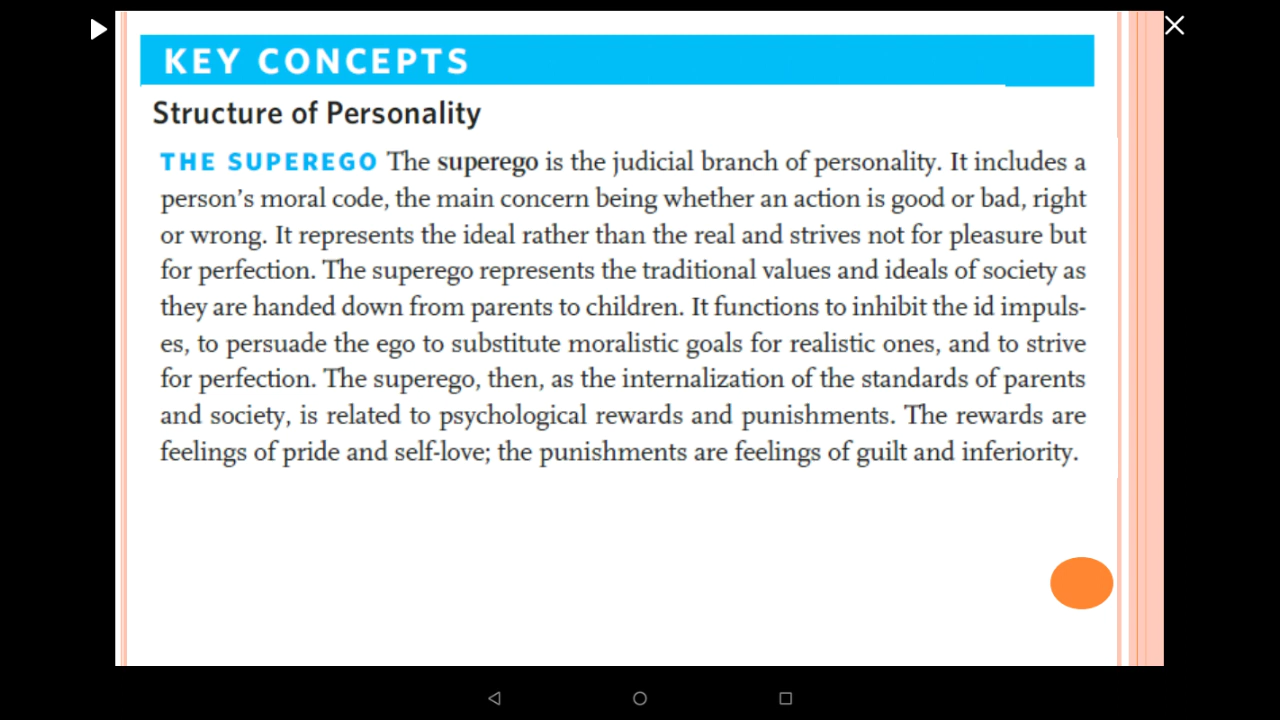 KEY CONCEPTS
Structure of Personality
THE SUPEREGO The superego is the judicial branch of personality. It includes a
person's moral code, the main concern being whether an action is good or bad, right
or wrong. It represents the ideal rather than the real and strives not for pleasure but
for perfection. The superego represents the traditional values and ideals of society as
they are handed down from parents to children. It functions to inhibit the id impuls-
es, to persuade the ego to substitute moralistic goals for realistic ones, and to strive
for perfection. The superego, then, as the internalization of the standards of parents
and society, is related to psychological rewards and punishments. The rewards are
feelings of pride and self-love; the punishments are feelings of guilt and inferiority.